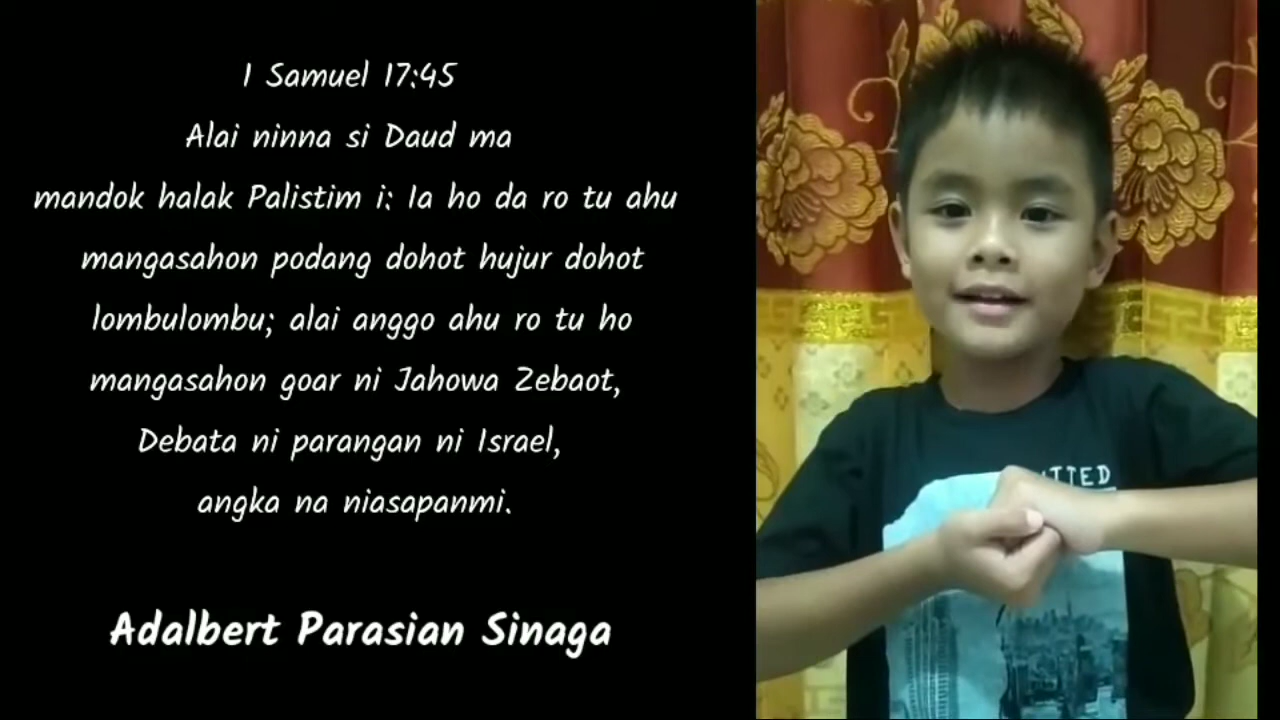 1 Samuel 17:45
Alai ninna si Daud ma
mandok halak Palistim i: Ia ho da ro tu ahu
mangasahon podang dohot hujur dohot
lombulombu; alai anggo ahu ro tu ho
mangasahon goar ni Jahowa Zebaot,
Debata ni parangan ni Israel,
angka na niasapanmi.
Adalbert Parasian Sinaga